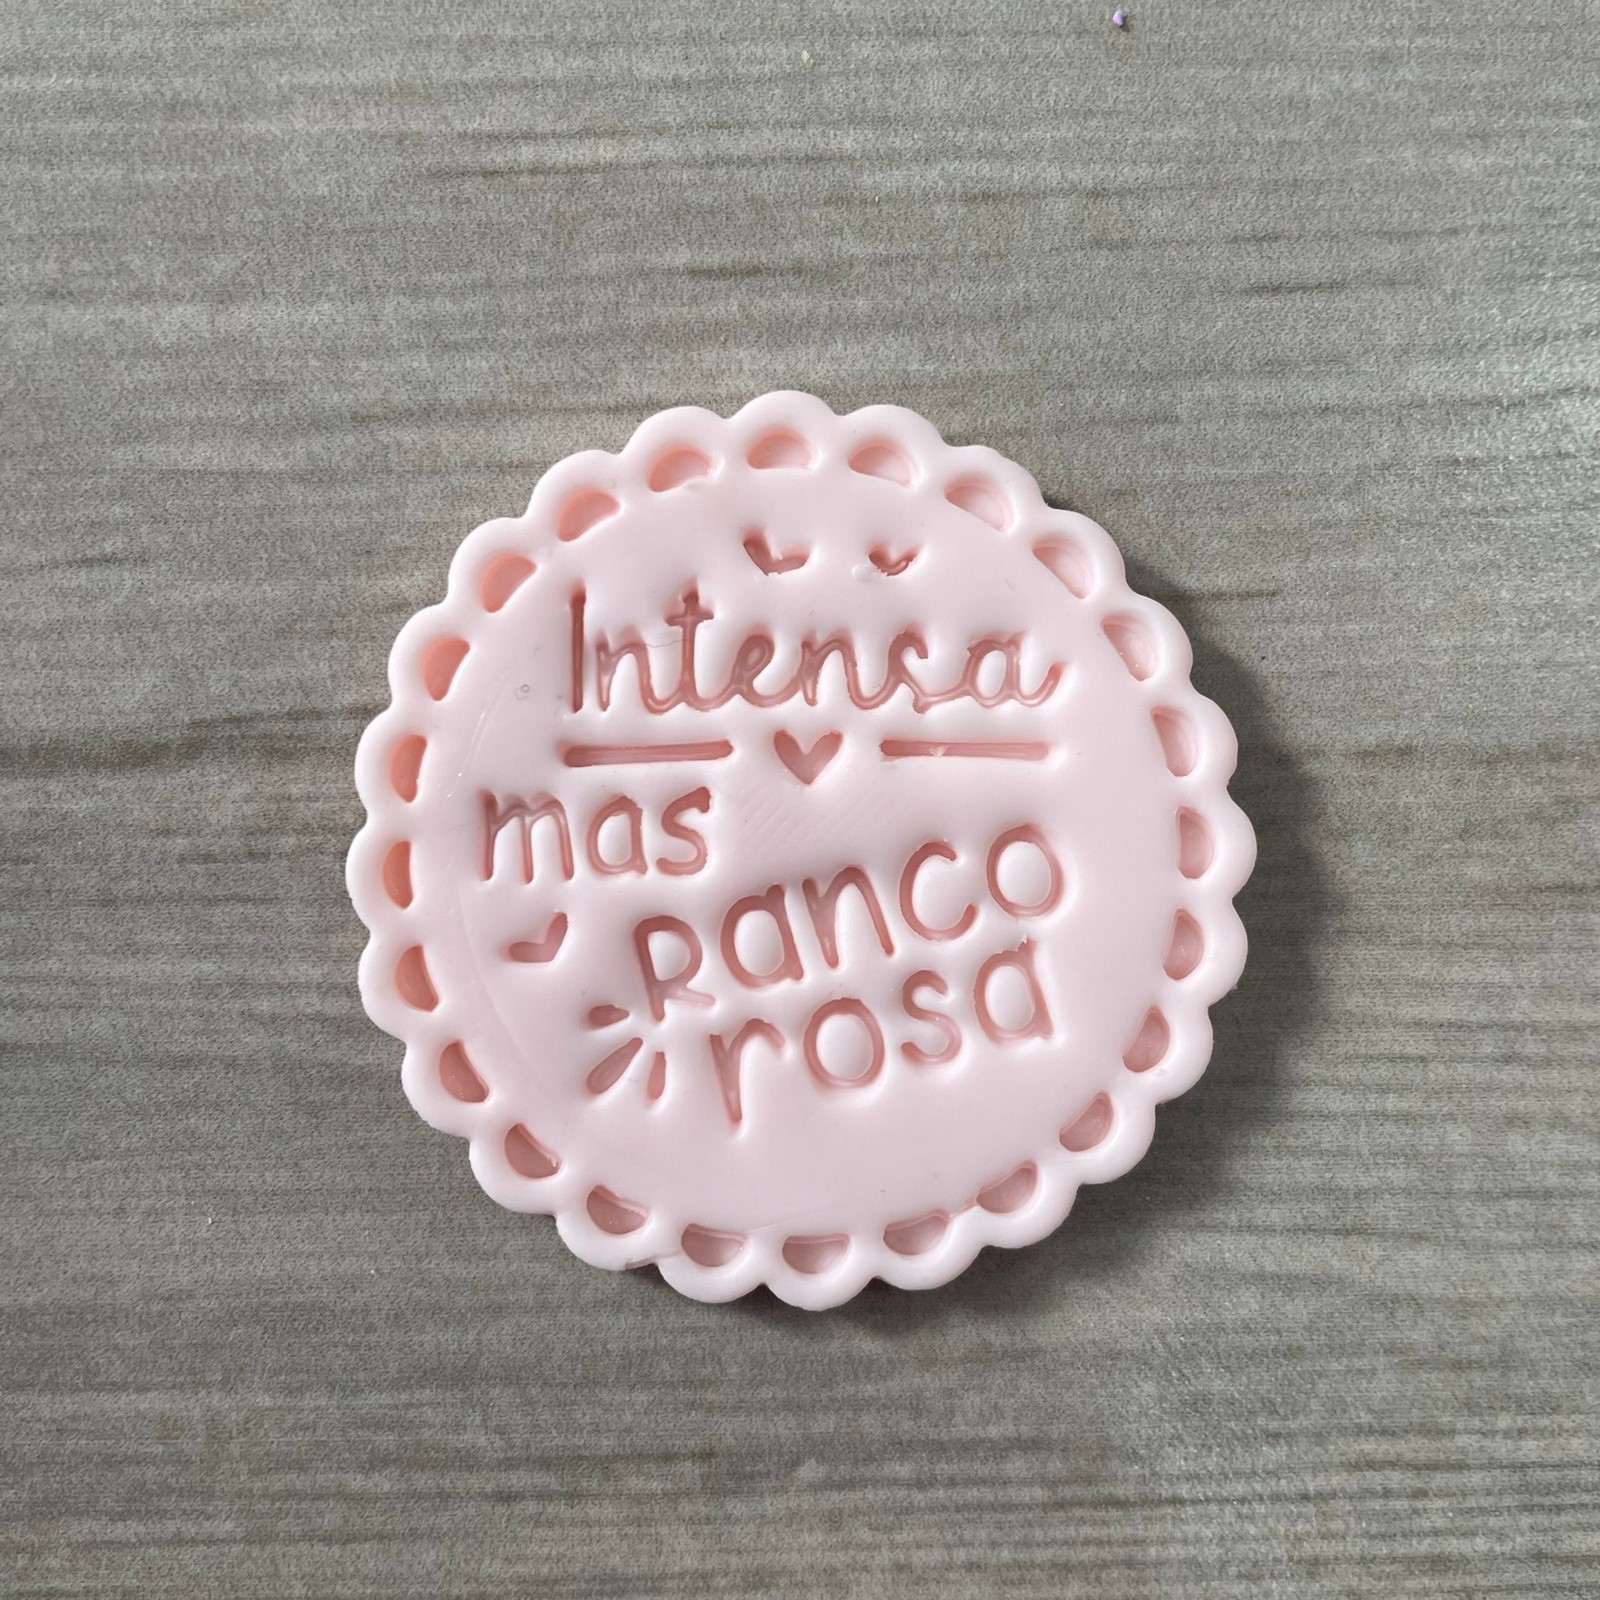 Intensa
mas
Ranco
rosa